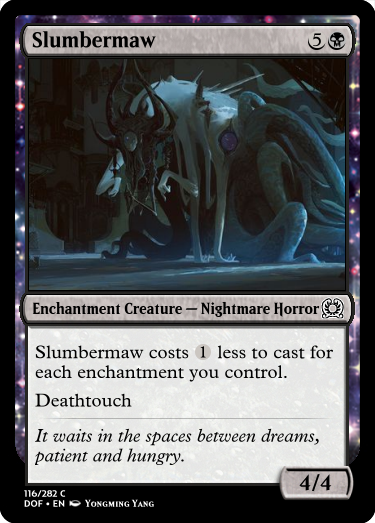 Slumbermaw 5
Enchantment Creature — Nightmare Horror
Slumbermaw costs 1 less to cast for
each enchantment you control.
Deathtouch
It waits in the spaces between dreams,
patient and hungry.
4/4
116/282 C
DOF • EN Yongming Yang